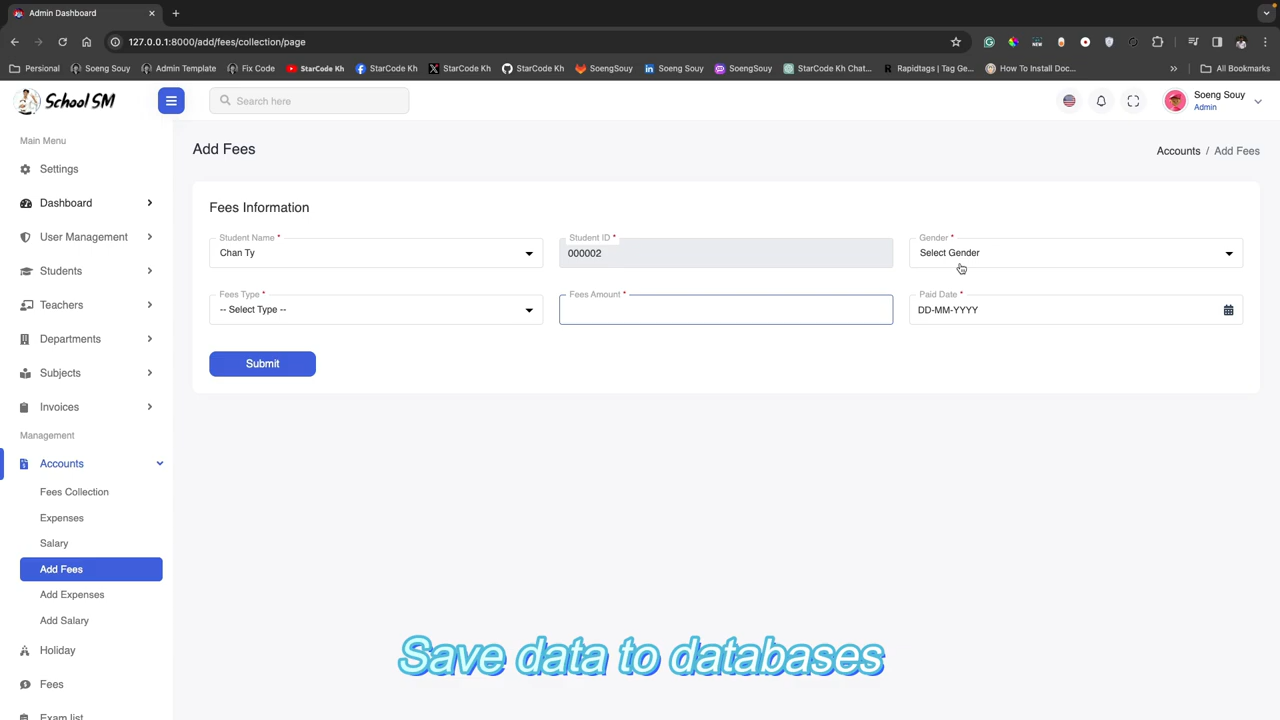 Admin Dashboard
127.0.0.1:8000/add/fees/collection/page
Personal
Soeng Souy
Admin Template
Fix Code
StarCode Kh
StarCode Kh
StarCode Kh
StarCode Kh
SoengSouy
Soeng Souy
SoengSouy
StarCode Kh Chat...
Rapidtags | Tag Ge...
How To Install Doc...
»
All Bookmarks
School SM
Search here
Soeng Souy
Admin
Main Menu
Settings
Dashboard
User Management
Students
Teachers
Departments
Subjects
Invoices
Management
Accounts
Fees Collection
Expenses
Salary
Add Fees
Add Expenses
Add Salary
Holiday
Fees
Exam list
Add Fees
Accounts / Add Fees
Fees Information
Student Name *
Chan Ty
Student ID *
000002
Gender *
Select Gender
Fees Type *
-- Select Type --
Fees Amount *
Paid Date *
DD-MM-YYYY
Submit
Save data to databases